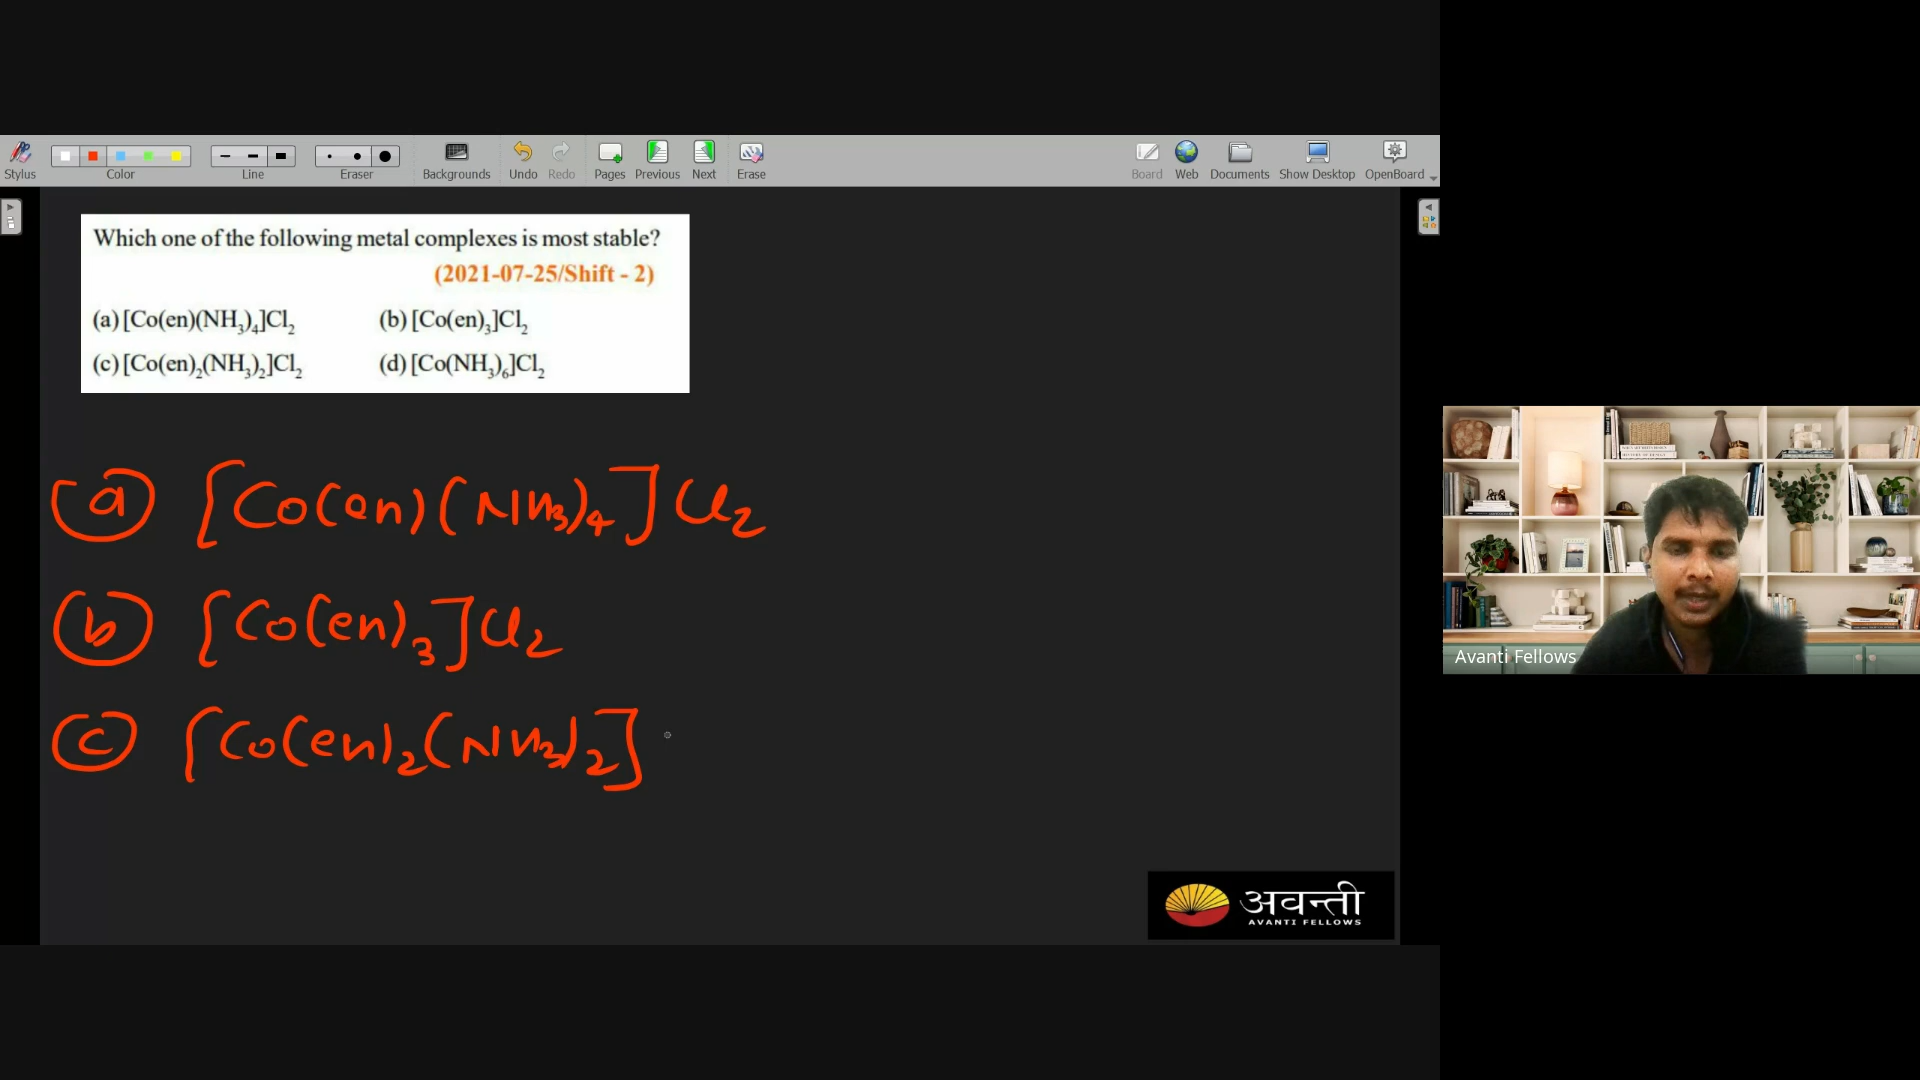 Stylus Color Line Eraser Backgrounds Undo Redo Pages Previous Next Erase Board Web Documents Show Desktop OpenBoard
Which one of the following metal complexes is most stable?
(2021-07-25/Shift - 2)
(a) [Co(en)(NH₃)₄]Cl₂ (b) [Co(en)₃]Cl₂
(c) [Co(en)₂(NH₃)₂]Cl₂ (d) [Co(NH₃)₆]Cl₂
(a) [Co(en)(NH₃)₄]Cl₂
(b) [Co(en)₃]Cl₂
(c) [Co(en)₂(NH₃)₂]
Avanti Fellows
अवन्ती
AVANTI FELLOWS